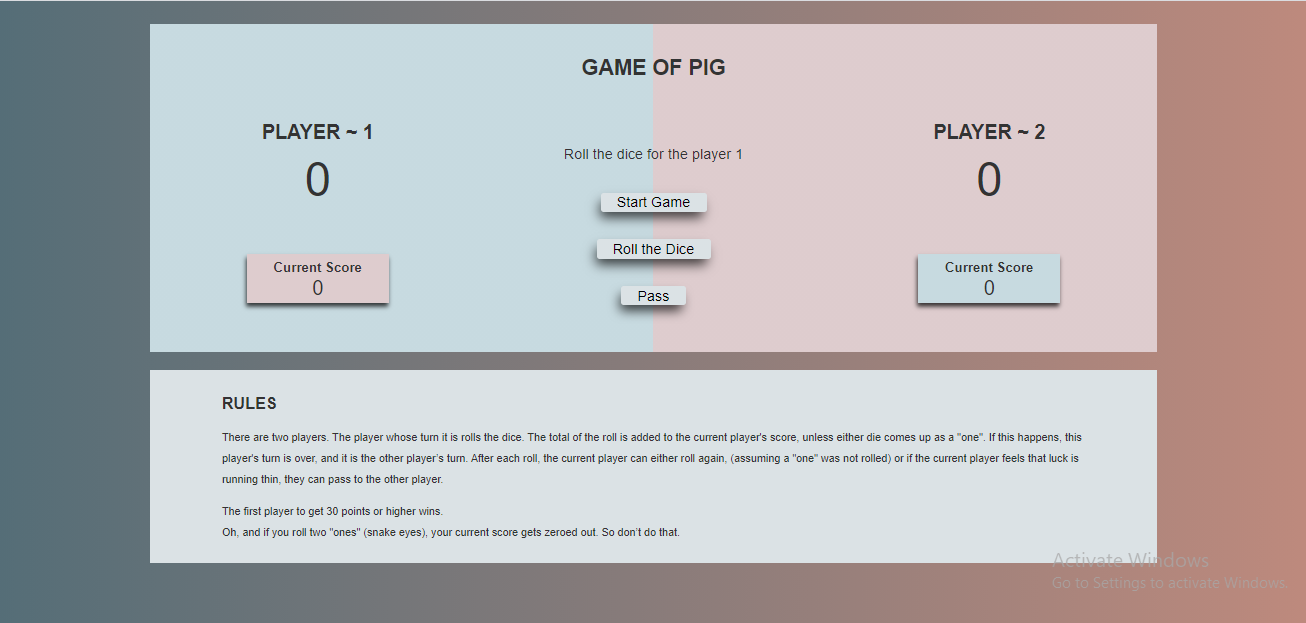 GAME OF PIG
PLAYER ~ 1
0
Current Score
0
Roll the dice for the player 1
Start Game
Roll the Dice
Pass
PLAYER ~ 2
0
Current Score
0
RULES
There are two players. The player whose turn it is rolls the dice. The total of the roll is added to the current player's score, unless either die comes up as a "one". If this happens, this
player's turn is over, and it is the other player's turn. After each roll, the current player can either roll again, (assuming a "one" was not rolled) or if the current player feels that luck is
running thin, they can pass to the other player.
The first player to get 30 points or higher wins.
Oh, and if you roll two "ones" (snake eyes), your current score gets zeroed out. So don't do that.
Activate Windows
Go to Settings to activate Windows.